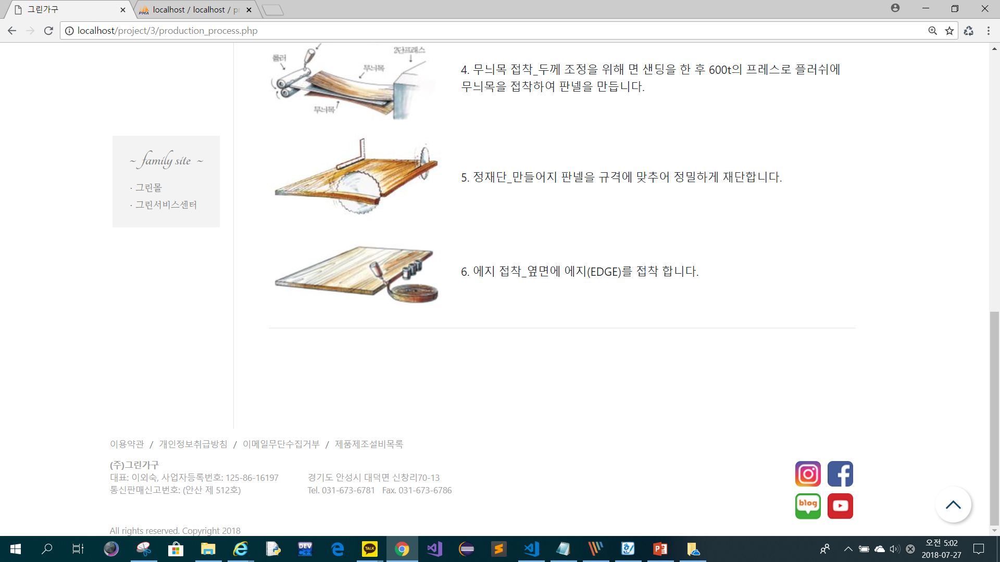 그린가구
localhost / localhost / p
localhost/project/3/production_process.php
롤러
2단프레스
무늬목
무늬목
4. 무늬목 접착_두께 조정을 위해 면 샌딩을 한 후 600t의 프레스로 플러쉬에
무늬목을 접착하여 판넬을 만듭니다.
~ family site ~
· 그린몰
· 그린서비스센터
5. 정재단_만들어지 판넬을 규격에 맞추어 정밀하게 재단합니다.
6. 에지 접착_옆면에 에지(EDGE)를 접착 합니다.
이용약관 / 개인정보취급방침 / 이메일무단수집거부 / 제품제조설비목록
(주)그린가구
대표: 이외숙, 사업자등록번호: 125-86-16197 경기도 안성시 대덕면 신창리70-13
통신판매신고번호: (안산 제 512호) Tel. 031-673-6781 Fax. 031-673-6786
blog
All rights reserved. Copyright 2018
DEV
TALK
오전 5:02
2018-07-27